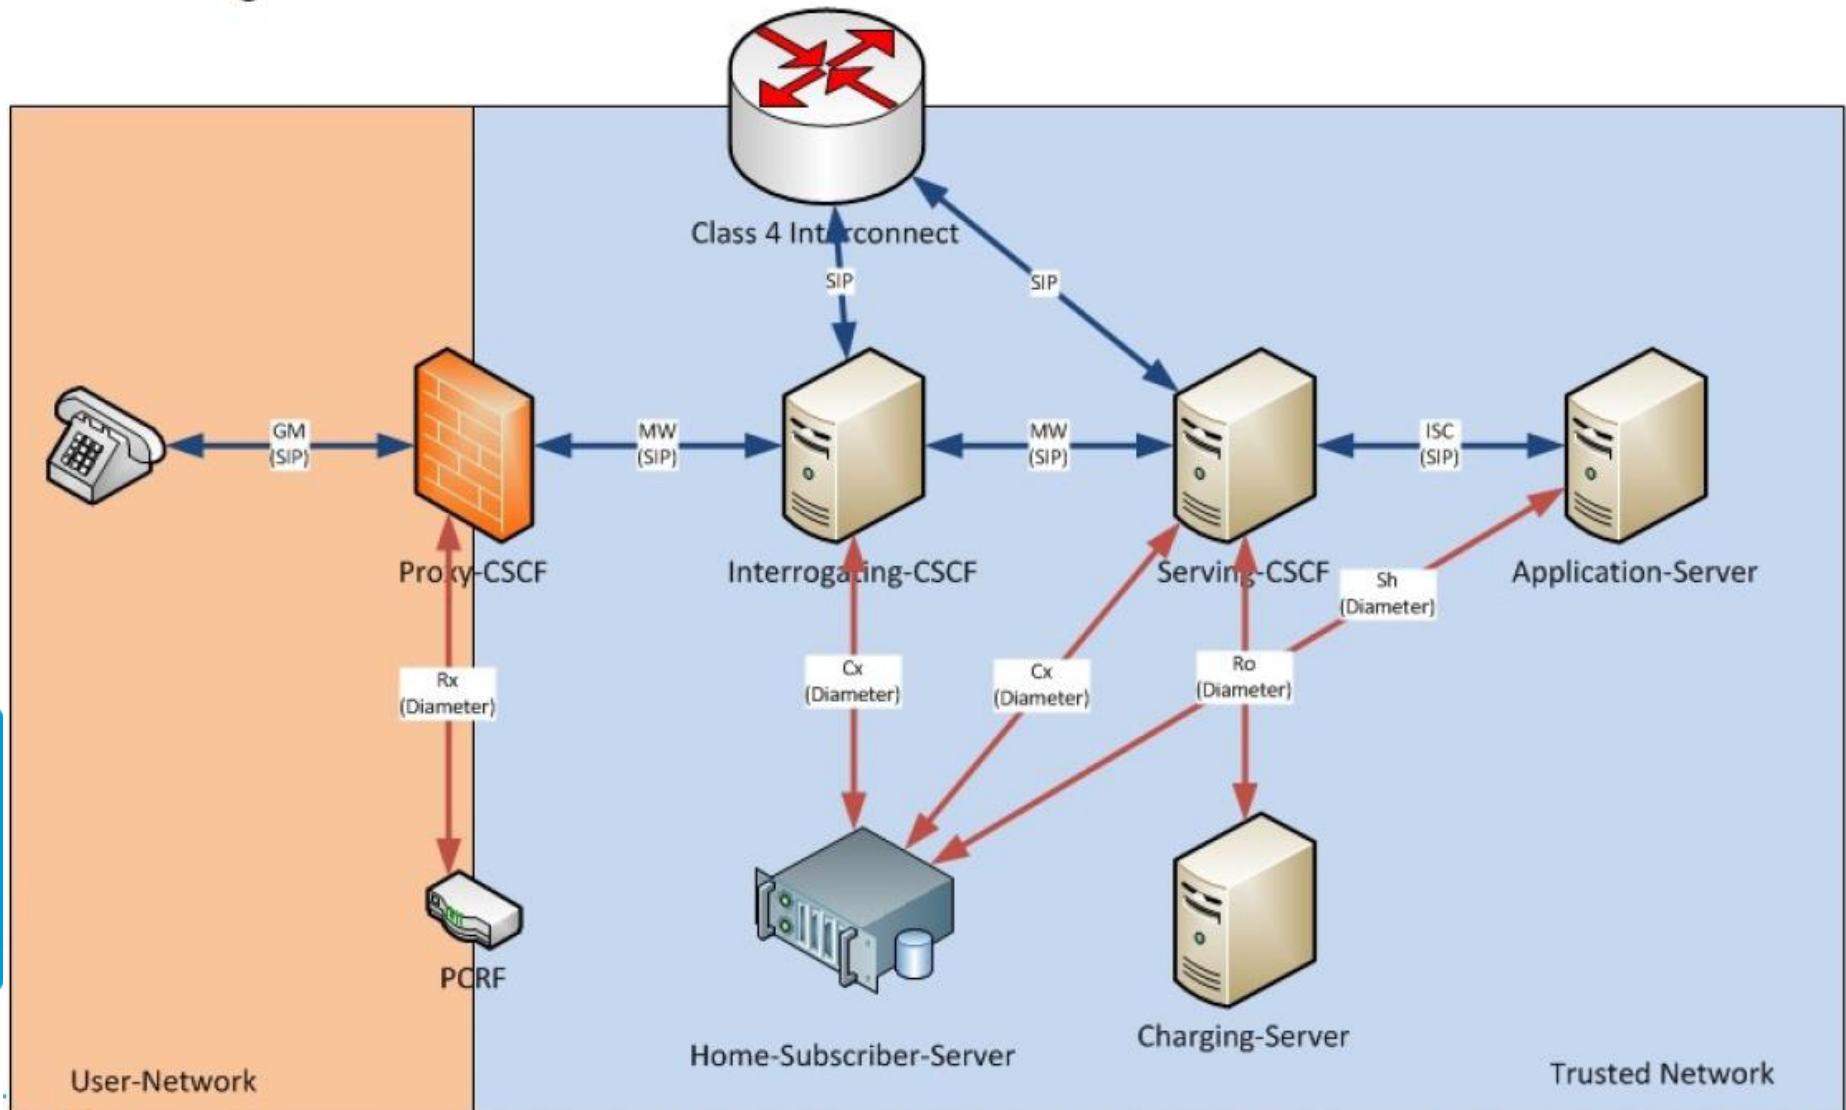 Class 4 Interconnect
SIP
SIP
GM
(SIP)
MW
(SIP)
MW
(SIP)
ISC
(SIP)
Proxy-CSCF
Interrogating-CSCF
Serving-CSCF
Application-Server
Sh
(Diameter)
Rx
(Diameter)
Cx
(Diameter)
Cx
(Diameter)
Ro
(Diameter)
PCRF
Home-Subscriber-Server
Charging-Server
User-Network
Trusted Network